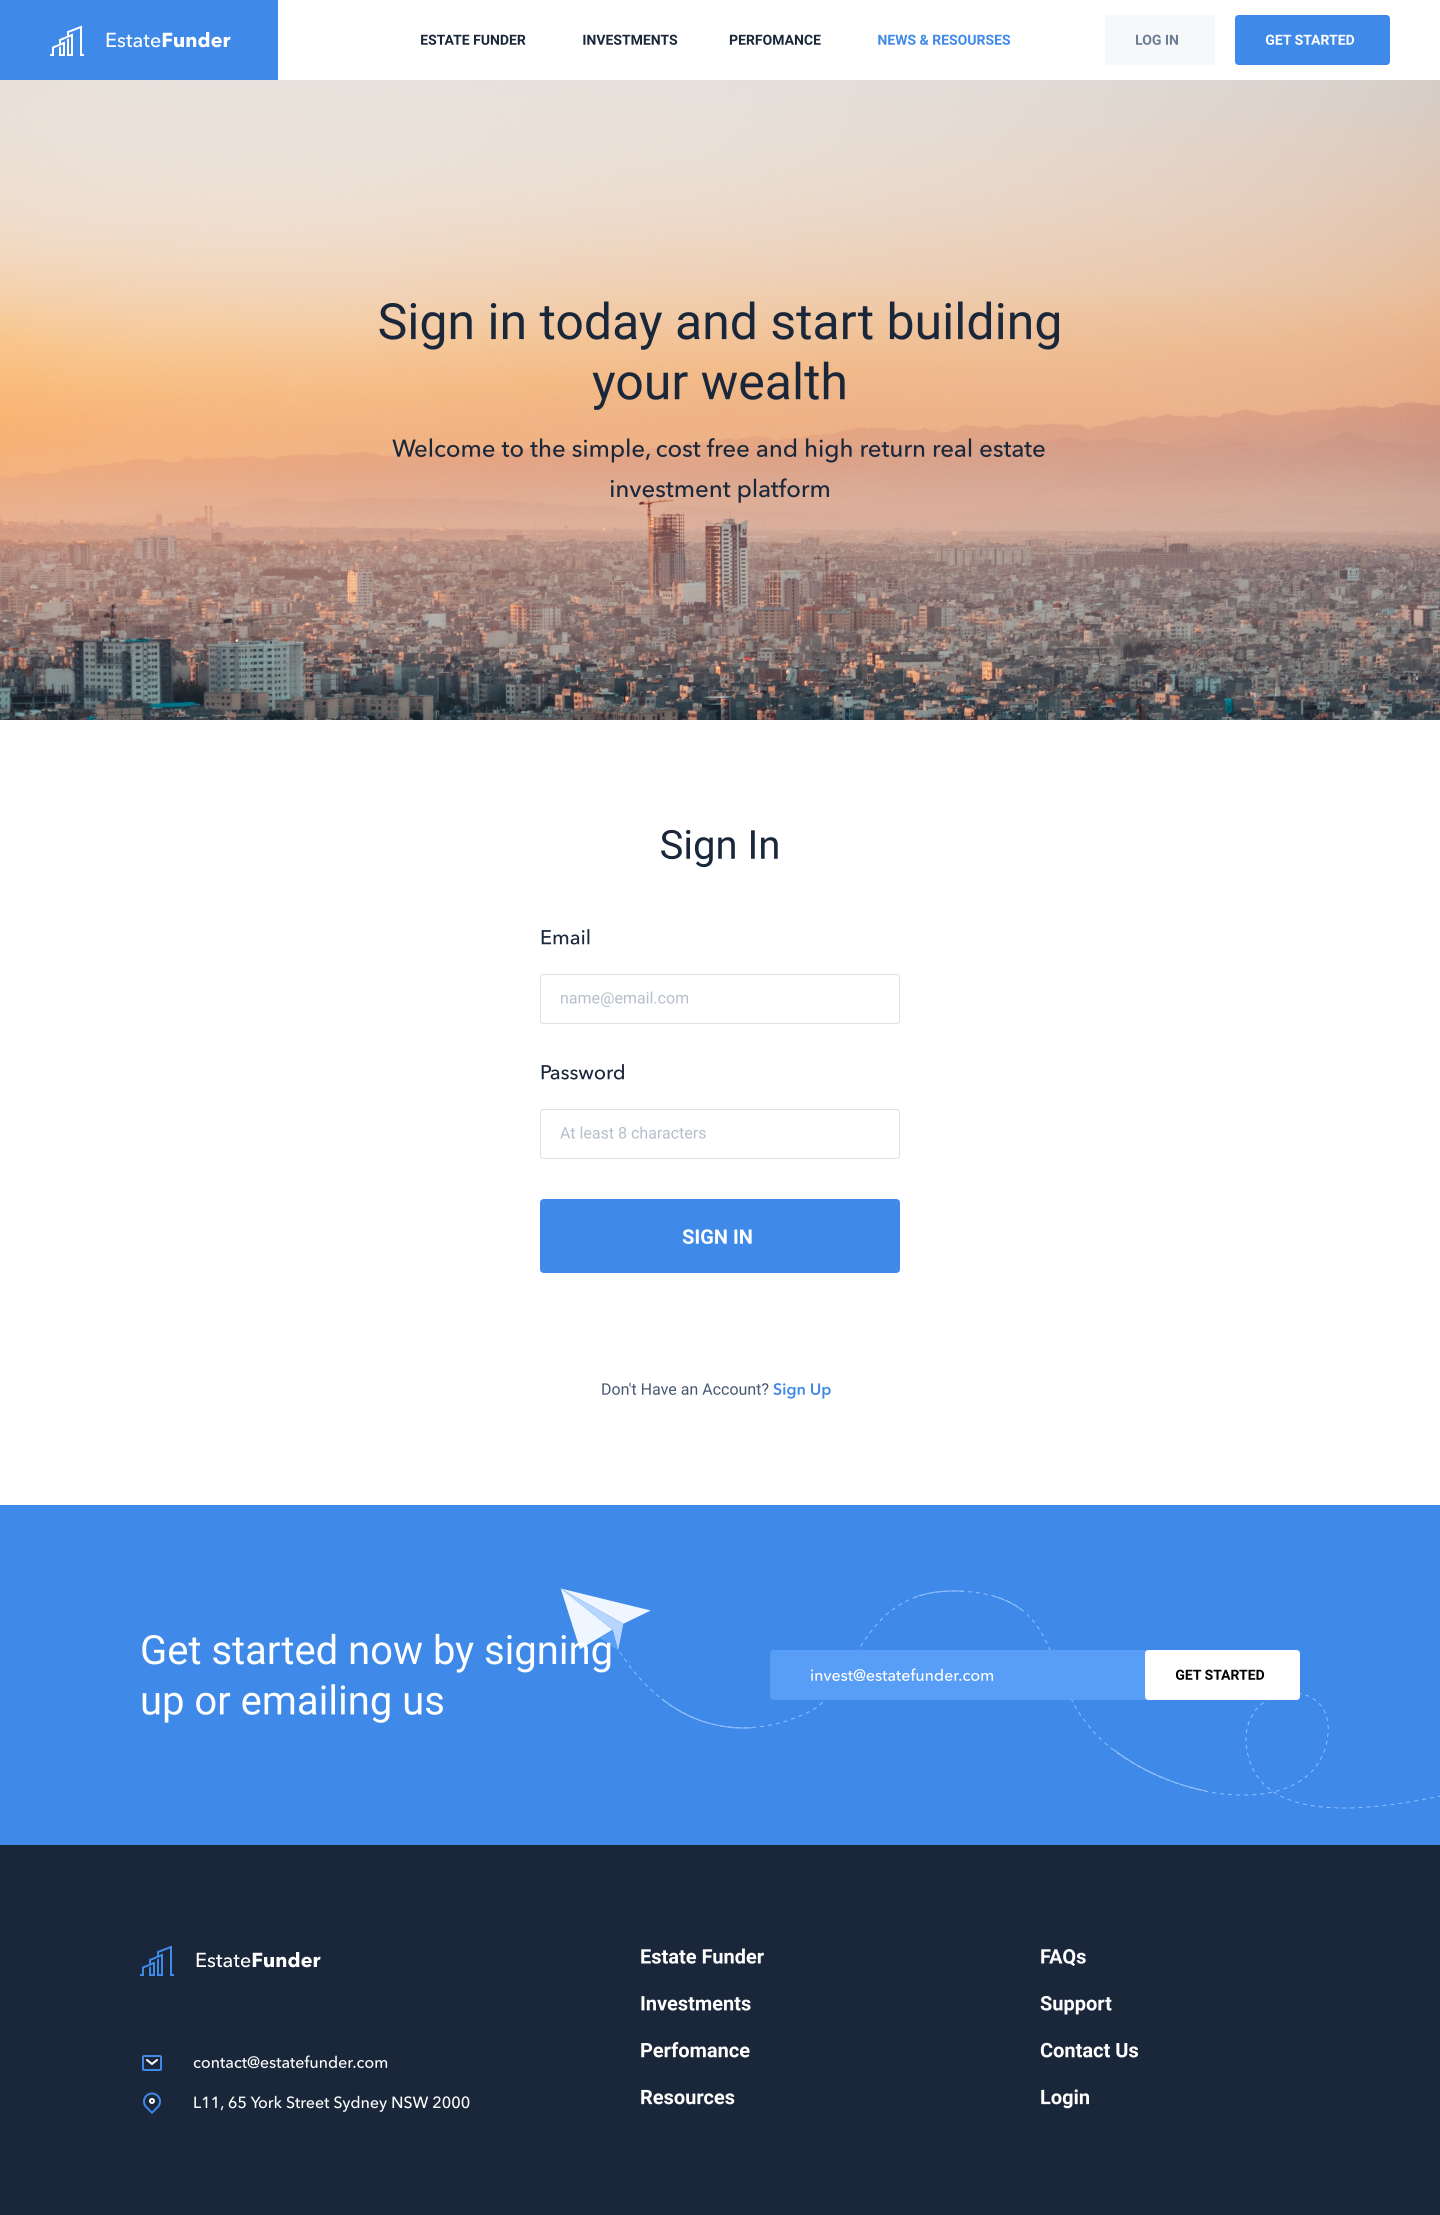 EstateFunder
ESTATE FUNDER
INVESTMENTS
PERFOMANCE
NEWS & RESOURSES
LOG IN
GET STARTED
Sign in today and start building
your wealth
Welcome to the simple, cost free and high return real estate
investment platform
Sign In
Email
name@email.com
Password
At least 8 characters
SIGN IN
Don't Have an Account? Sign Up
Get started now by signing
up or emailing us
invest@estatefunder.com
GET STARTED
EstateFunder
contact@estatefunder.com
L11, 65 York Street Sydney NSW 2000
Estate Funder
Investments
Perfomance
Resources
FAQs
Support
Contact Us
Login